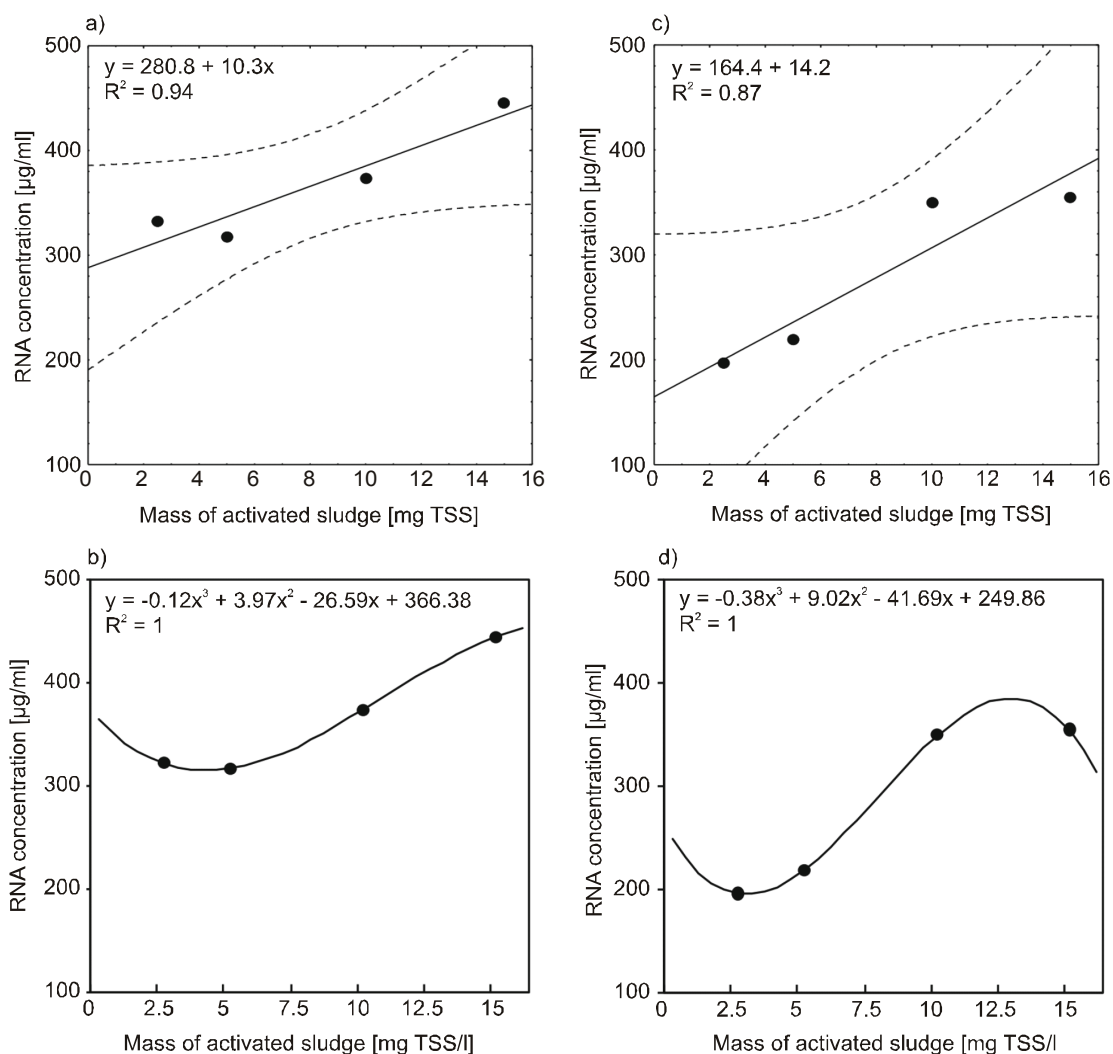 a)
y = 280.8 + 10.3x
R² = 0.94
500
400
300
200
100
RNA concentration [µg/ml]
0 2 4 6 8 10 12 14 16
Mass of activated sludge [mg TSS]
c)
y = 164.4 + 14.2
R² = 0.87
500
400
300
200
100
RNA concentration [µg/ml]
0 2 4 6 8 10 12 14 16
Mass of activated sludge [mg TSS]
b)
y = -0.12x³ + 3.97x² - 26.59x + 366.38
R² = 1
500
400
300
200
100
RNA concentration [µg/ml]
0 2.5 5 7.5 10 12.5 15
Mass of activated sludge [mg TSS/l]
d)
y = -0.38x³ + 9.02x² - 41.69x + 249.86
R² = 1
500
400
300
200
100
RNA concentration [µg/ml]
0 2.5 5 7.5 10 12.5 15
Mass of activated sludge [mg TSS/l